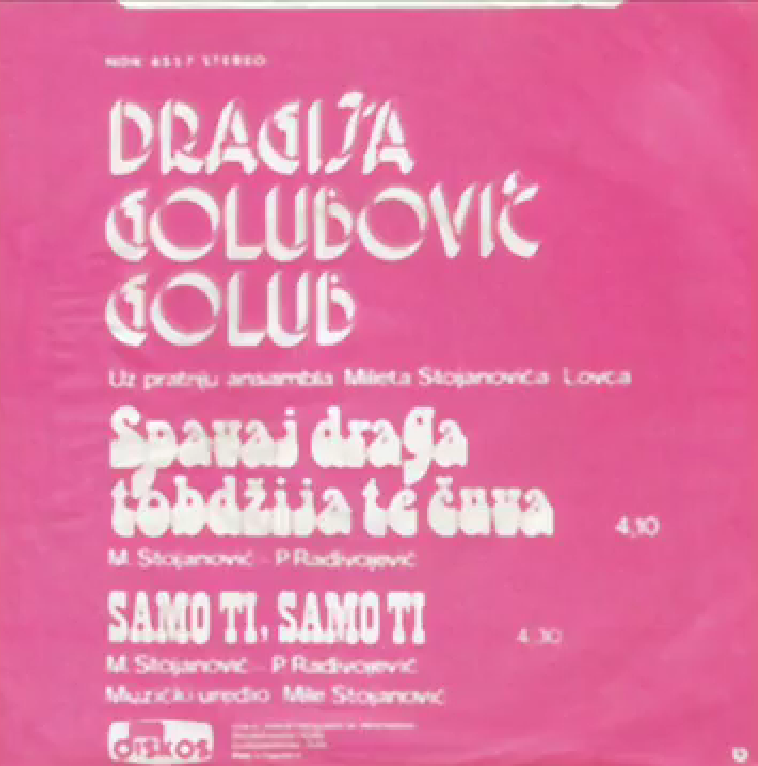 NDK 4557 STEREO
DRAGIJA
GOLUBOVIĆ
GOLUB
Uz pratnju ansambla Mileta Stojanovića Lovca
Spavaj draga
tobdžija te čuva 4,10
M. Stojanović - P. Radivojević
SAMO TI, SAMO TI 4,30
M. Stojanović - P. Radivojević
Muzički uredio Mile Stojanović
diskos